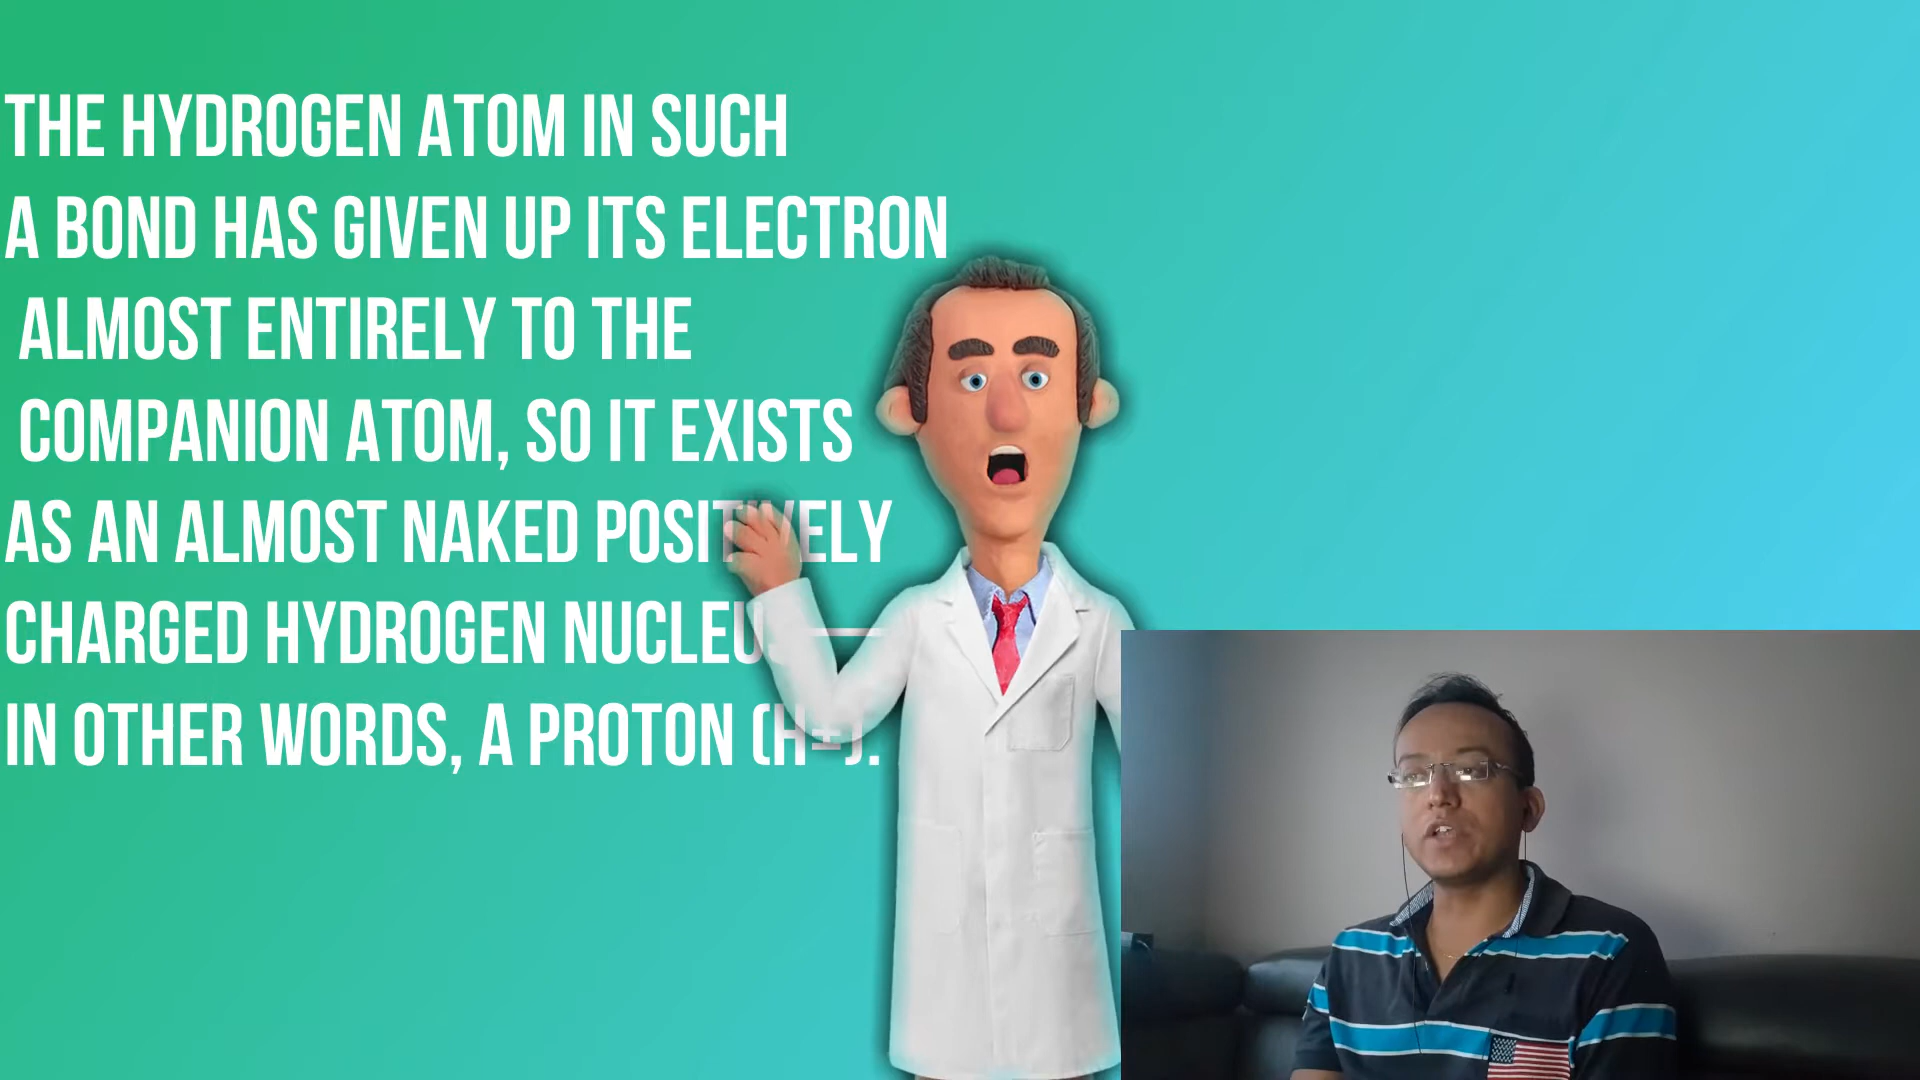 THE HYDROGEN ATOM IN SUCH
A BOND HAS GIVEN UP ITS ELECTRON
ALMOST ENTIRELY TO THE
COMPANION ATOM, SO IT EXISTS
AS AN ALMOST NAKED POSITIVELY
CHARGED HYDROGEN NUCLEU —
IN OTHER WORDS, A PROTON (H+).